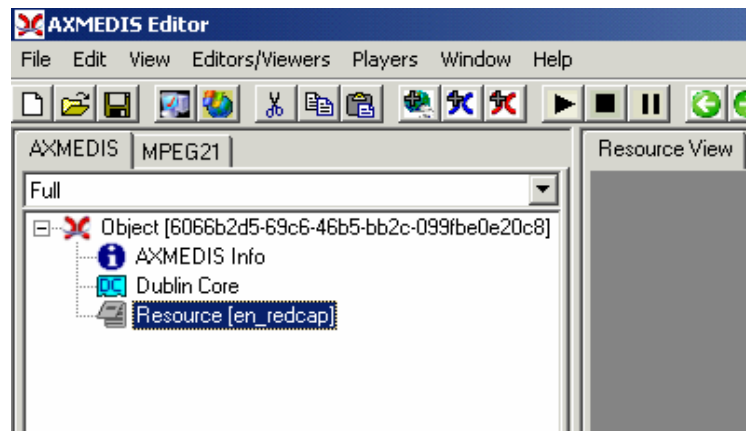 AXMEDIS Editor
File Edit View Editors/Viewers Players Window Help
AXMEDIS MPEG21 Resource View
Full
Object [6066b2d5-69c6-46b5-bb2c-099fbe0e20c8]
AXMEDIS Info
DC Dublin Core
Resource [en_redcap]